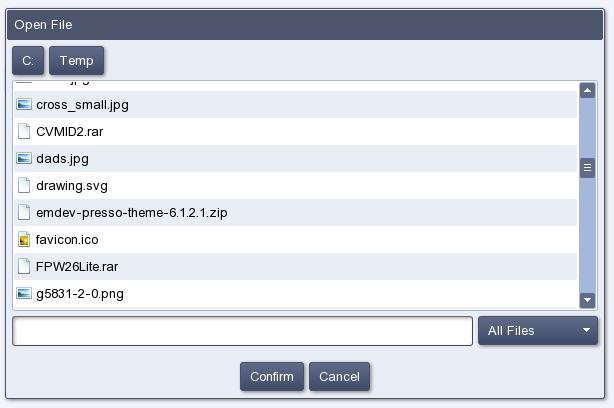 Open File
C: Temp
cross_small.jpg
CVMID2.rar
dads.jpg
drawing.svg
emdev-presso-theme-6.1.2.1.zip
favicon.ico
FPW26Lite.rar
g5831-2-0.png
All Files
Confirm Cancel